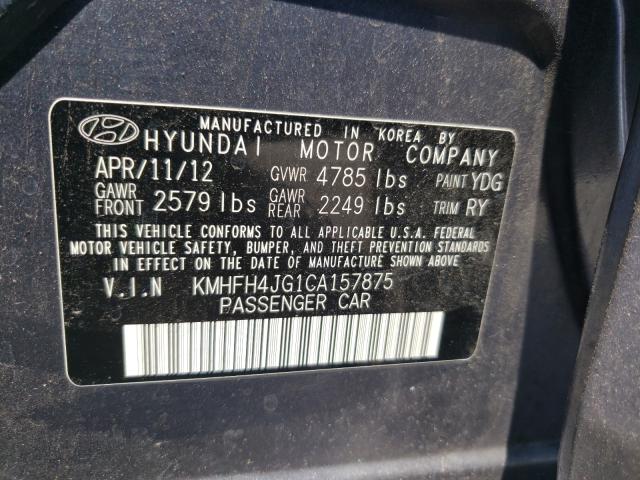 MANUFACTURED IN KOREA BY
HYUNDAI MOTOR COMPANY
APR/11/12 GVWR 4785 lbs PAINT YDG
GAWR FRONT 2579 lbs GAWR REAR 2249 lbs TRIM RY
THIS VEHICLE CONFORMS TO ALL APPLICABLE U.S.A. FEDERAL
MOTOR VEHICLE SAFETY, BUMPER, AND THEFT PREVENTION STANDARDS
IN EFFECT ON THE DATE OF MANUFACTURE SHOWN ABOVE
V.I.N KMHFH4JG1CA157875
PASSENGER CAR